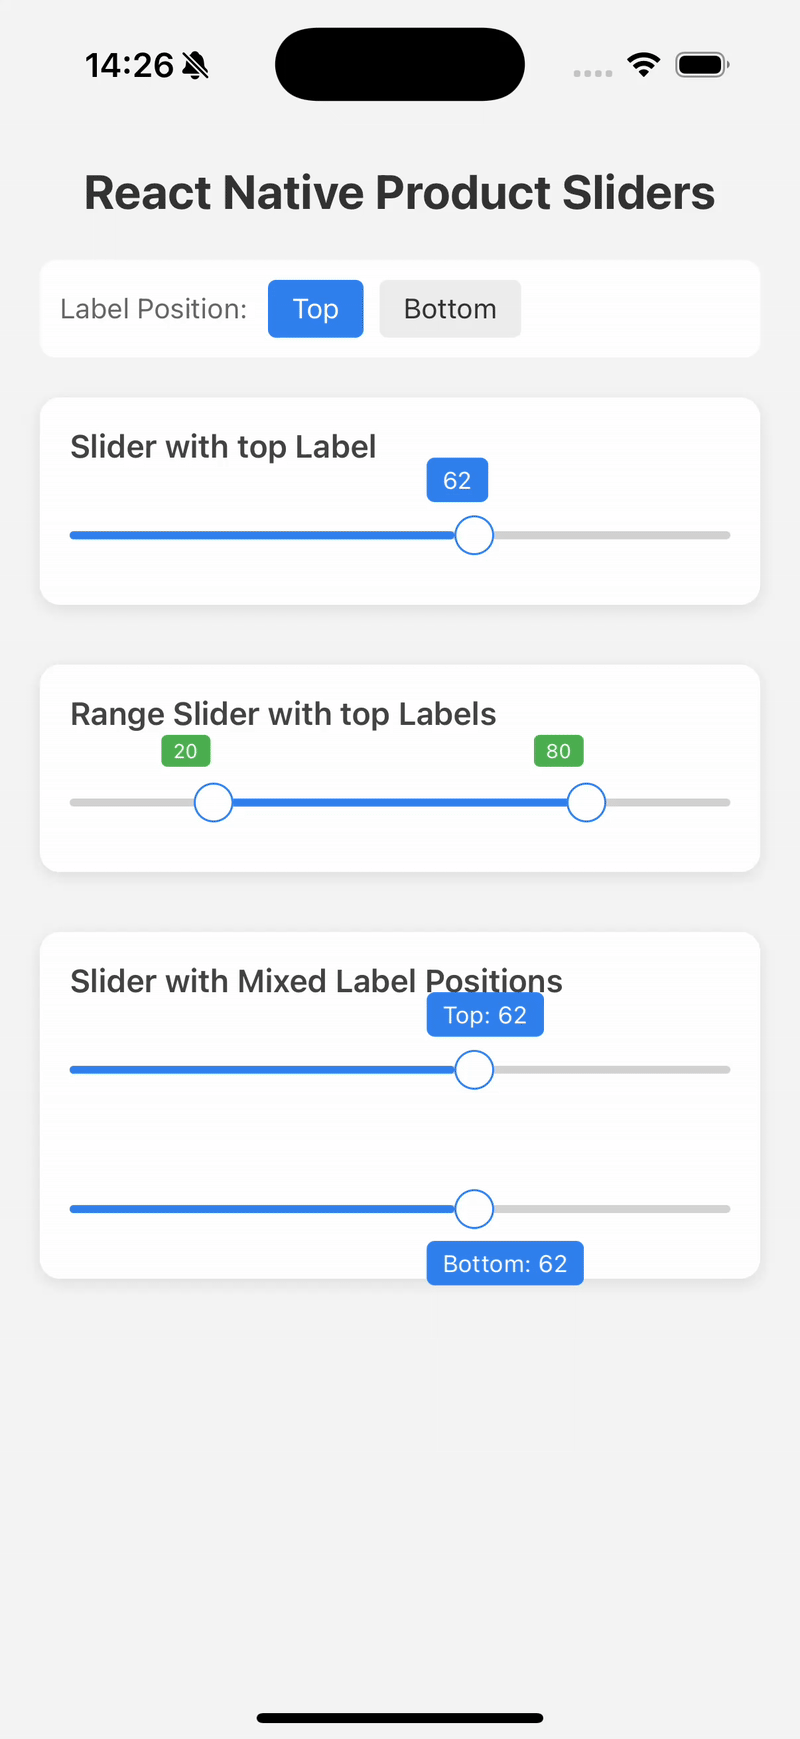 14:26
React Native Product Sliders
Label Position: Top Bottom
Slider with top Label
62
Range Slider with top Labels
20 80
Slider with Mixed Label Positions
Top: 62
Bottom: 62